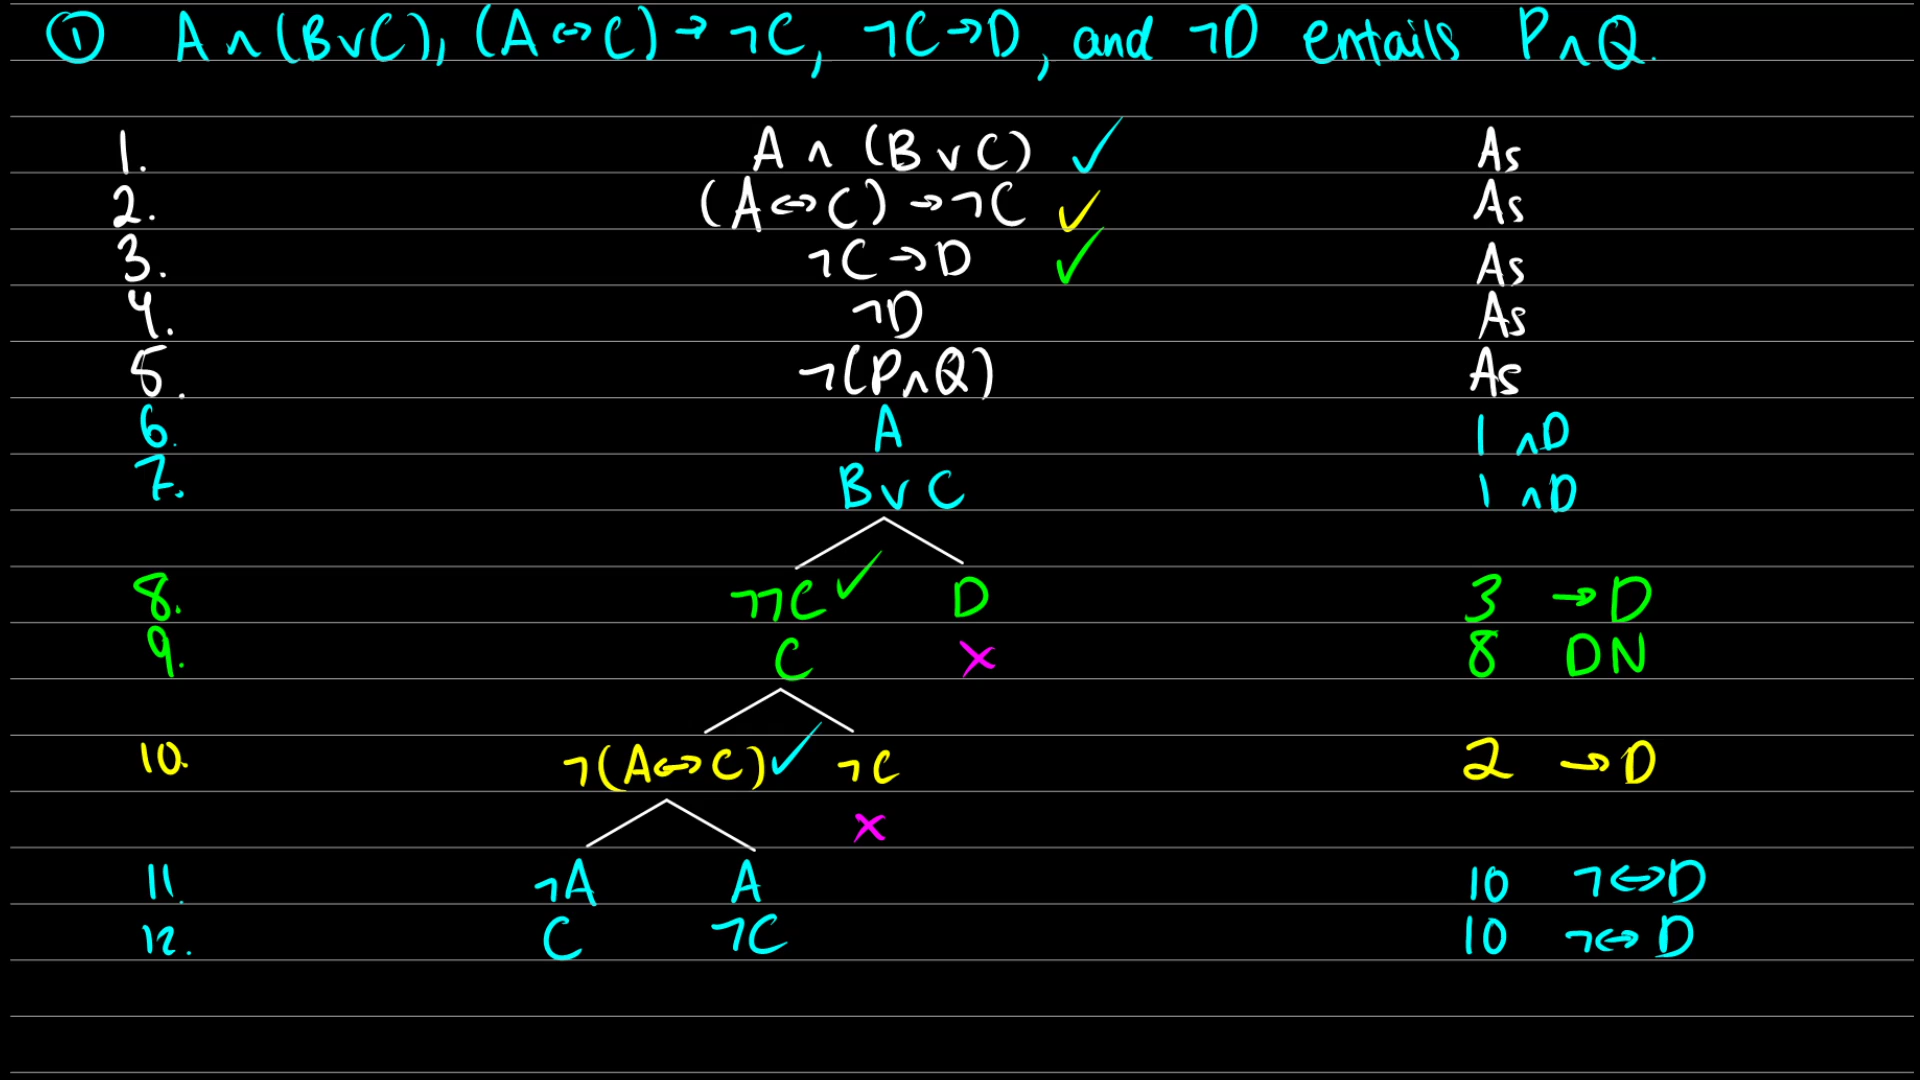 ① A ∧ (B ∨ C), (A ↔ C) → ¬C, ¬C → D, and ¬D entails P ∧ Q.
1. A ∧ (B ∨ C) ✓ As
2. (A ↔ C) → ¬C ✓ As
3. ¬C → D ✓ As
4. ¬D As
5. ¬(P ∧ Q) As
6. A 1 ∧D
7. B ∨ C 1 ∧D
8. ¬¬C ✓ D 3 →D
9. C × 8 DN
10. ¬(A ↔ C) ✓ ¬C 2 →D
×
11. ¬A A 10 ¬↔D
12. C ¬C 10 ¬↔D